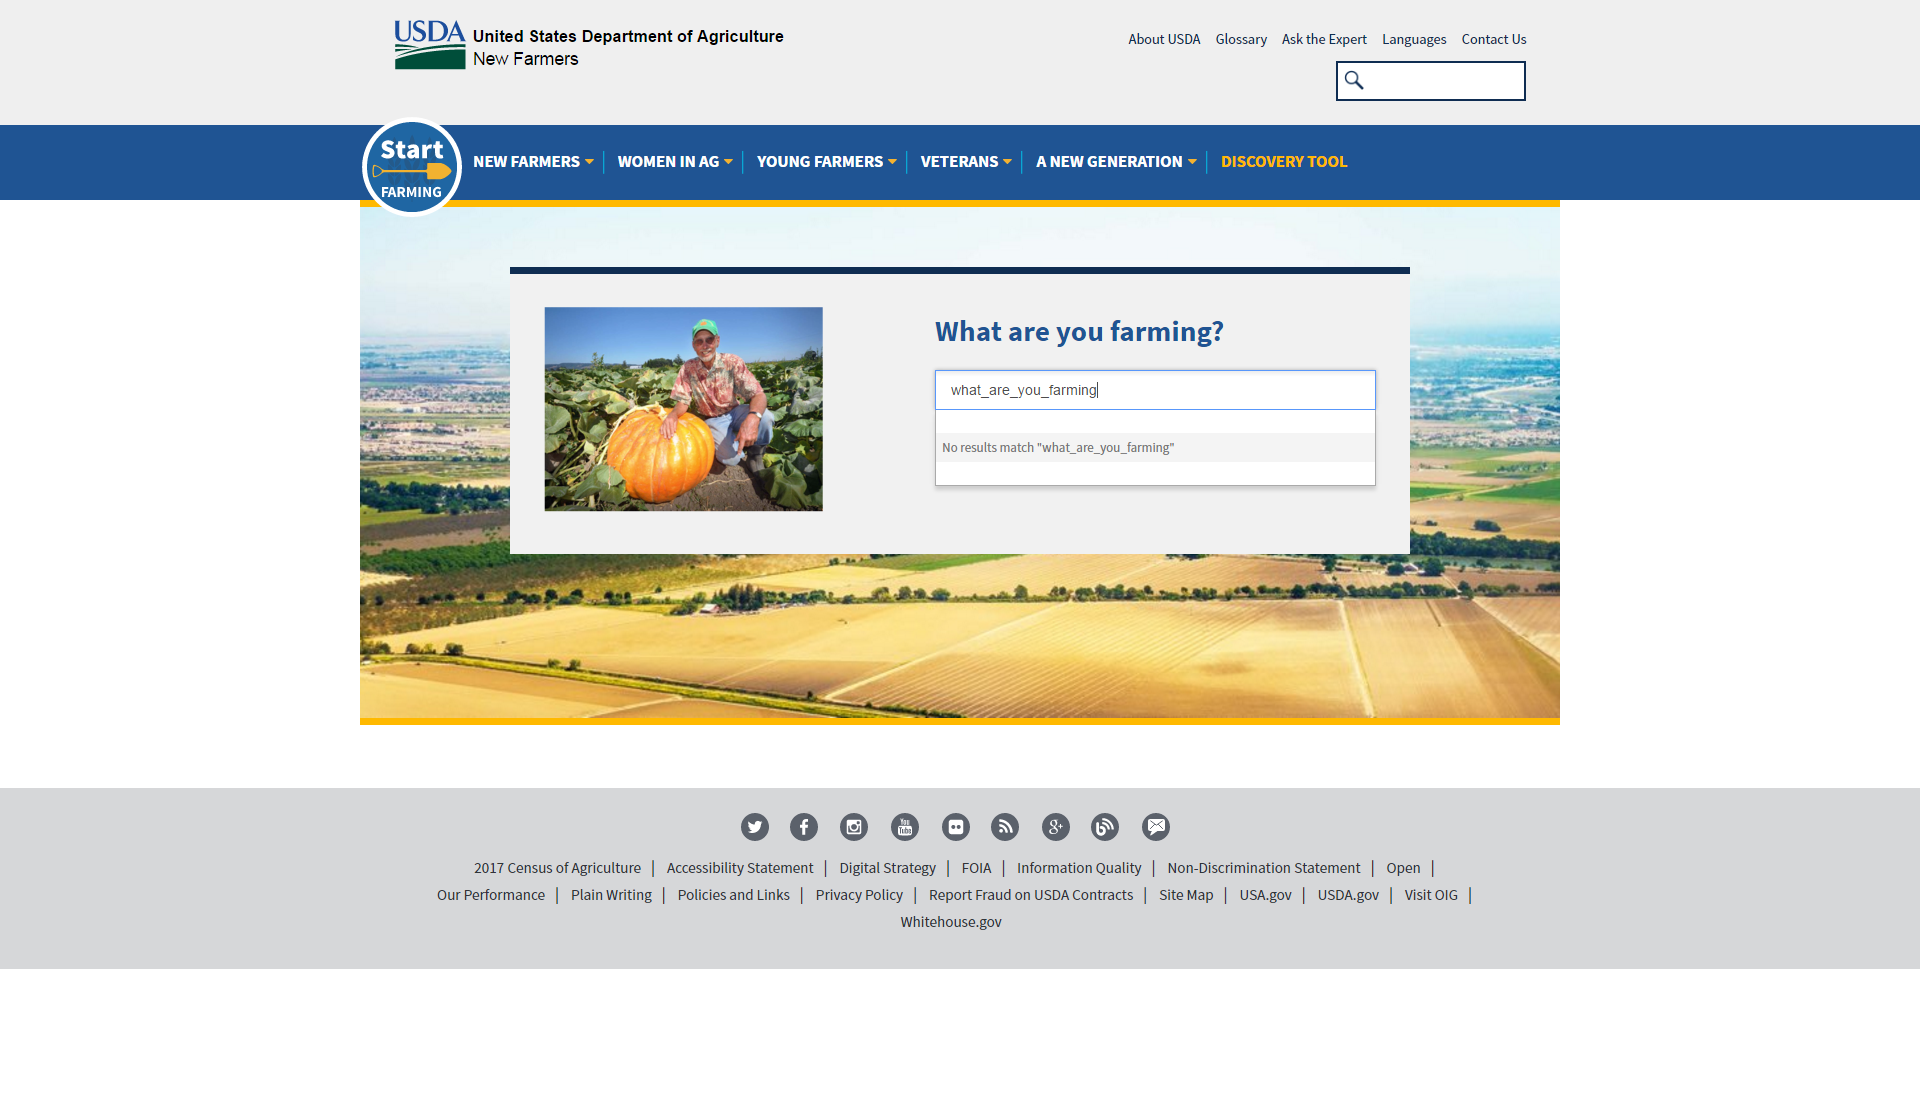 USDA
United States Department of Agriculture
New Farmers
About USDA Glossary Ask the Expert Languages Contact Us
Start
FARMING
NEW FARMERS WOMEN IN AG YOUNG FARMERS VETERANS A NEW GENERATION DISCOVERY TOOL
What are you farming?
what_are_you_farming
No results match "what_are_you_farming"
You
Tube
g+
2017 Census of Agriculture | Accessibility Statement | Digital Strategy | FOIA | Information Quality | Non-Discrimination Statement | Open |
Our Performance | Plain Writing | Policies and Links | Privacy Policy | Report Fraud on USDA Contracts | Site Map | USA.gov | USDA.gov | Visit OIG |
Whitehouse.gov